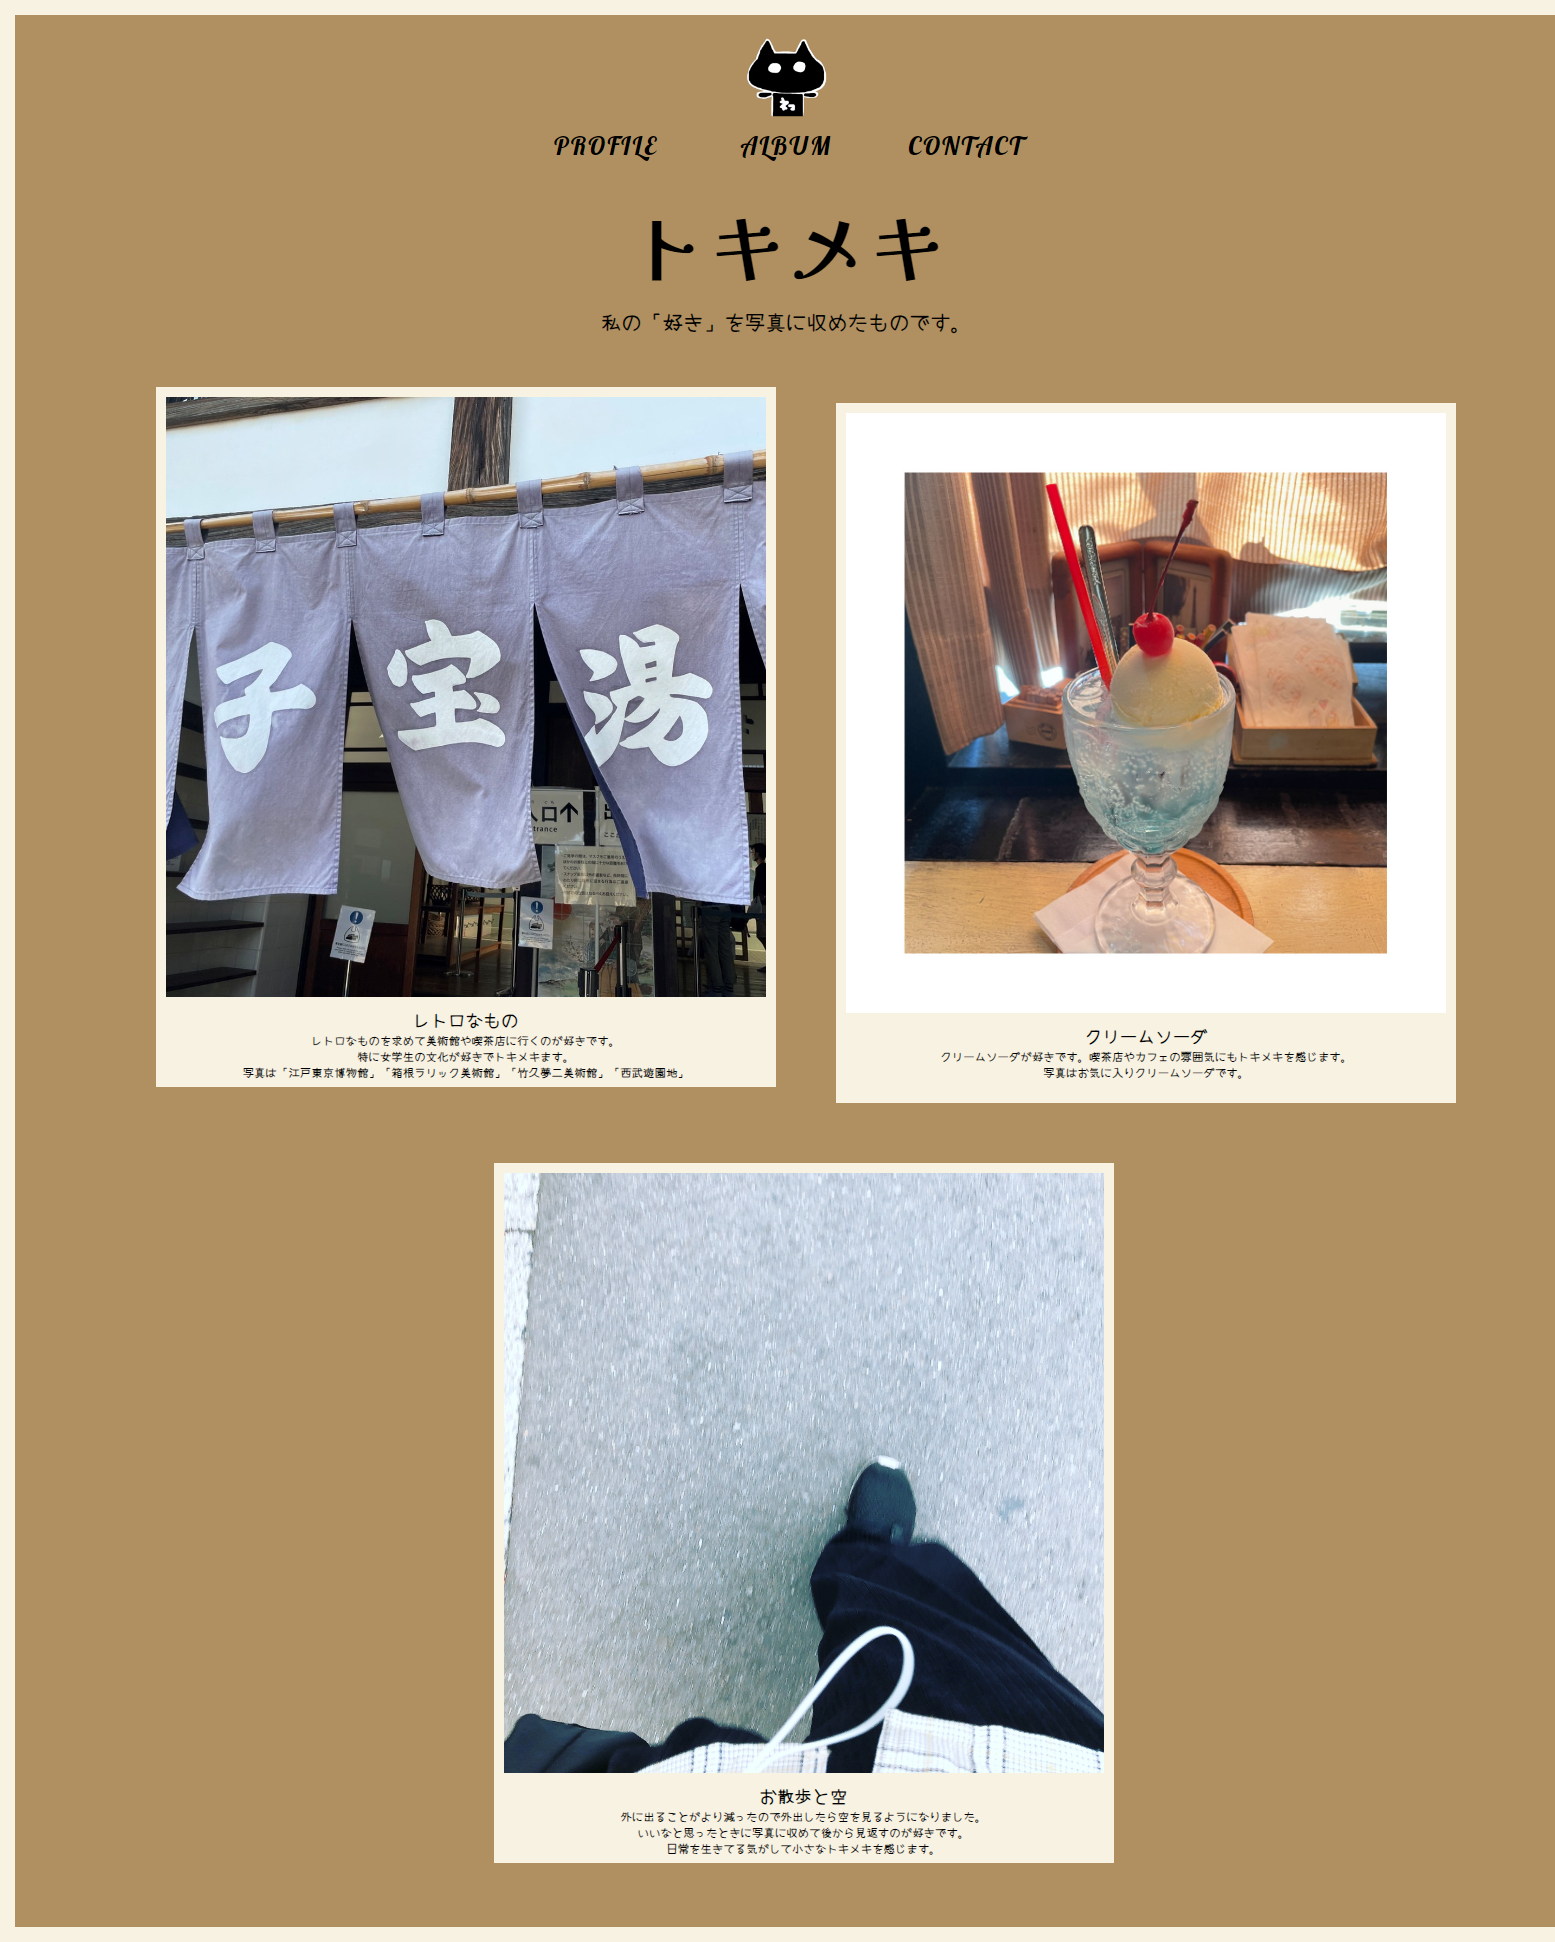 ねっ
PROFILE
ALBUM
CONTACT
トキメキ
私の「好き」を写真に収めたものです。
子宝湯
入口↑
trance
レトロなもの
レトロなものを求めて美術館や喫茶店に行くのが好きです。
特に女学生の文化が好きでトキメキます。
写真は「江戸東京博物館」「箱根ラリック美術館」「竹久夢二美術館」「西武遊園地」
クリームソーダ
クリームソーダが好きです。喫茶店やカフェの雰囲気にもトキメキを感じます。
写真はお気に入りクリームソーダです。
お散歩と空
外に出ることがより減ったので外出したら空を見るようになりました。
いいなと思ったときに写真に収めて後から見返すのが好きです。
日常を生きてる気がして小さなトキメキを感じます。